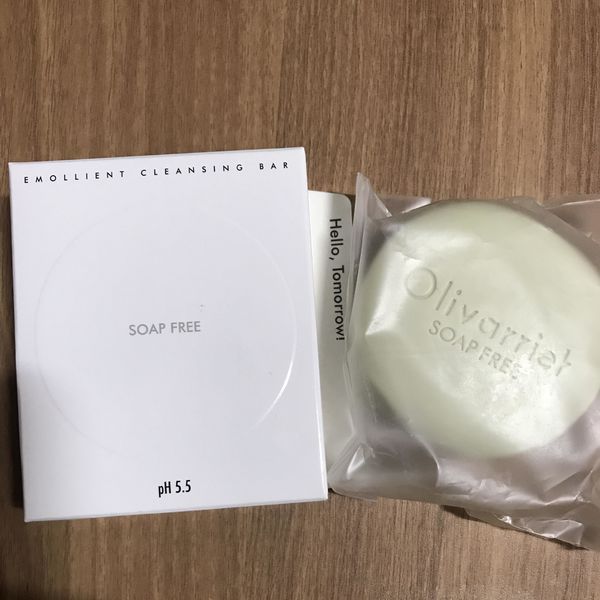 EMOLLIENT CLEANSING BAR
SOAP FREE
pH 5.5
Hello, Tomorrow!
Olivarrier
SOAP FREE